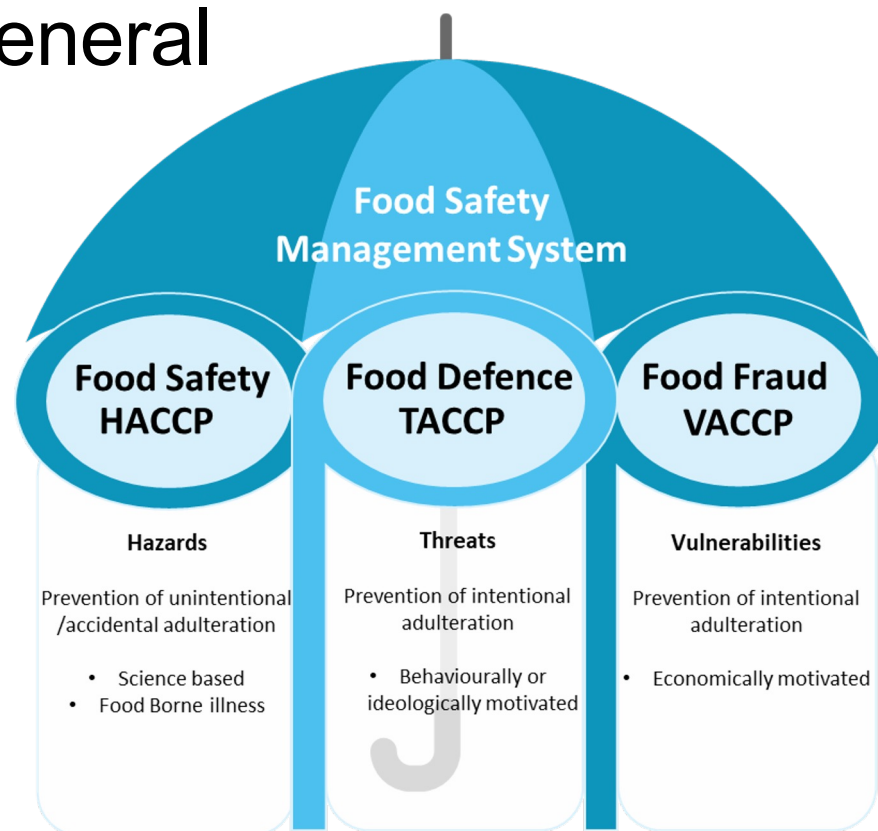 eneral
Food Safety
Management System
Food Safety
HACCP
Food Defence
TACCP
Food Fraud
VACCP
Hazards
Prevention of unintentional
/accidental adulteration
• Science based
• Food Borne illness
Threats
Prevention of intentional
adulteration
• Behaviourally or
ideologically motivated
Vulnerabilities
Prevention of intentional
adulteration
• Economically motivated